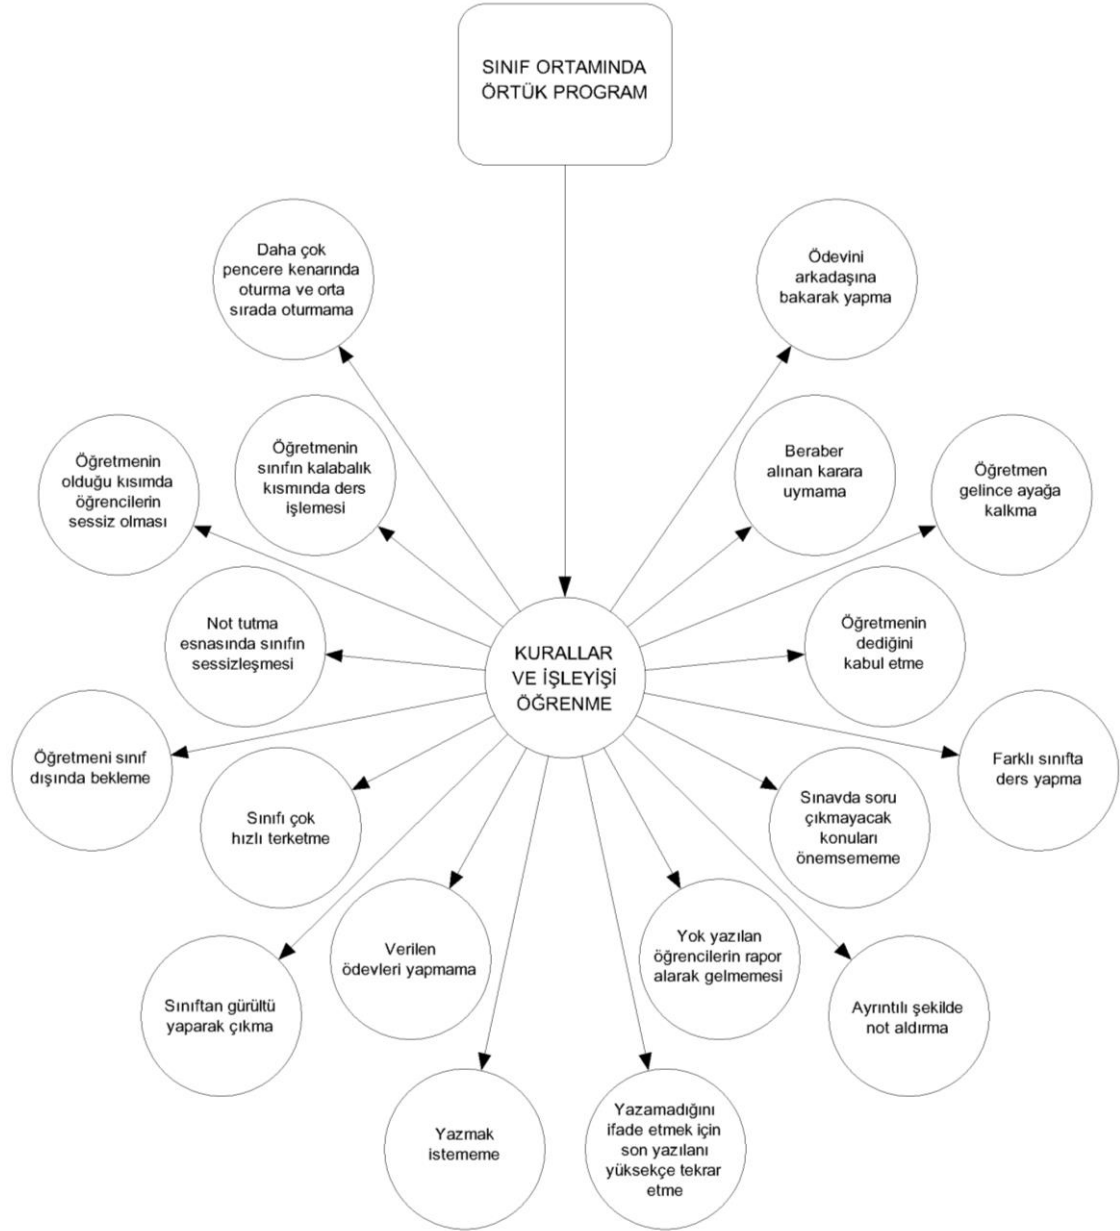 SINIF ORTAMINDA
ÖRTÜK PROGRAM
Daha çok
pencere kenarında
oturma ve orta
sırada oturmama
Ödevini
arkadaşına
bakarak yapma
Öğretmenin
olduğu kısımda
öğrencilerin
sessiz olması
Öğretmenin
sınıfın kalabalık
kısmında ders
işlemesi
Beraber
alınan karara
uymama
Öğretmen
gelince ayağa
kalkma
Not tutma
esnasında sınıfın
sessizleşmesi
KURALLAR
VE İŞLEYİŞİ
ÖĞRENME
Öğretmenin
dediğini
kabul etme
Öğretmeni sınıf
dışında bekleme
Sınıfı çok
hızlı terketme
Sınavda soru
çıkmayacak
konuları
önemsememe
Farklı sınıfta
ders yapma
Sınıftan gürültü
yaparak çıkma
Verilen
ödevleri yapmama
Yok yazılan
öğrencilerin rapor
alarak gelmemesi
Ayrıntılı şekilde
not aldırma
Yazmak
istememe
Yazamadığını
ifade etmek için
son yazılanı
yüksekçe tekrar
etme